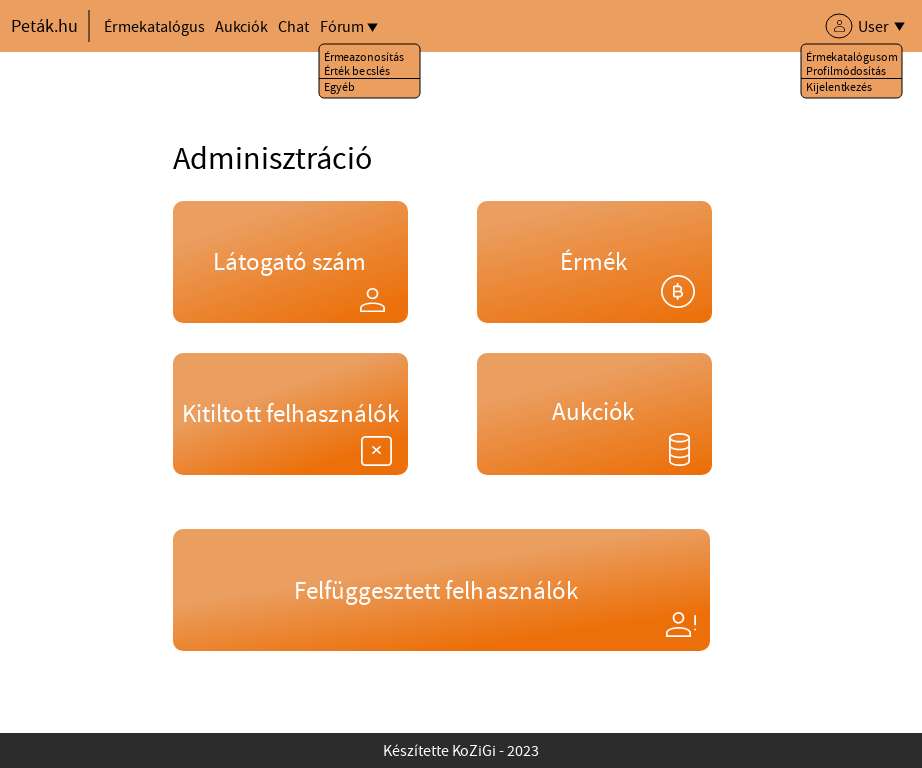 Peták.hu Érmekatalógus Aukciók Chat Fórum User
Érmeazonosítás
Érték becslés
Egyéb
Érmekatalógusom
Profilmódosítás
Kijelentkezés
Adminisztráció
Látogató szám
Érmék
Kitiltott felhasználók
Aukciók
Felfüggesztett felhasználók
Készítette KoZiGi - 2023